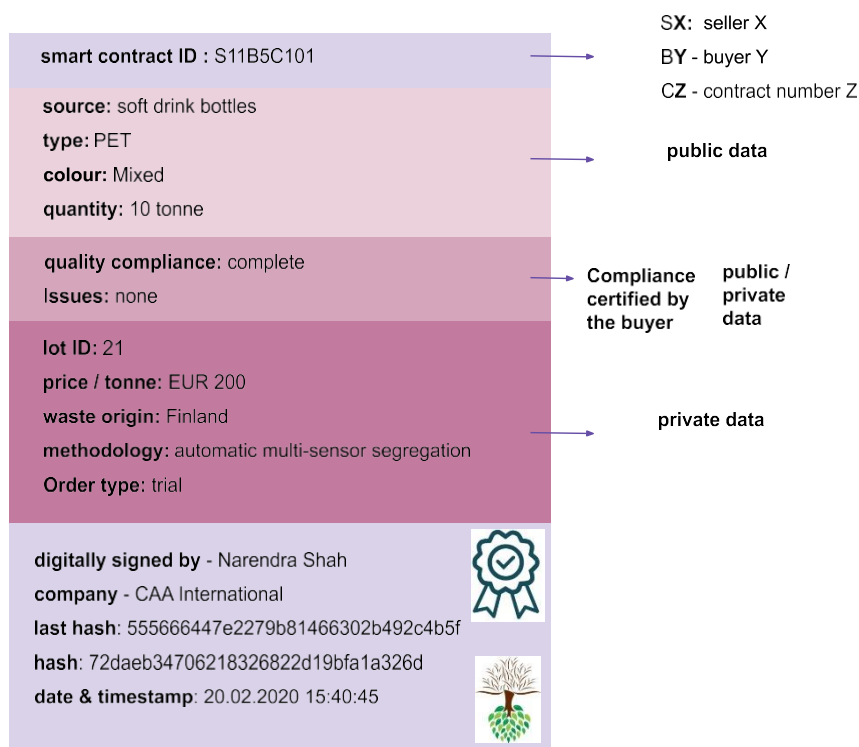 smart contract ID : S11B5C101
SX: seller X
BY - buyer Y
CZ - contract number Z
source: soft drink bottles
type: PET
colour: Mixed
quantity: 10 tonne
public data
quality compliance: complete
Issues: none
Compliance
certified by
the buyer
public /
private
data
lot ID: 21
price / tonne: EUR 200
waste origin: Finland
methodology: automatic multi-sensor segregation
Order type: trial
private data
digitally signed by - Narendra Shah
company - CAA International
last hash: 555666447e2279b81466302b492c4b5f
hash: 72daeb34706218326822d19bfa1a326d
date & timestamp: 20.02.2020 15:40:45